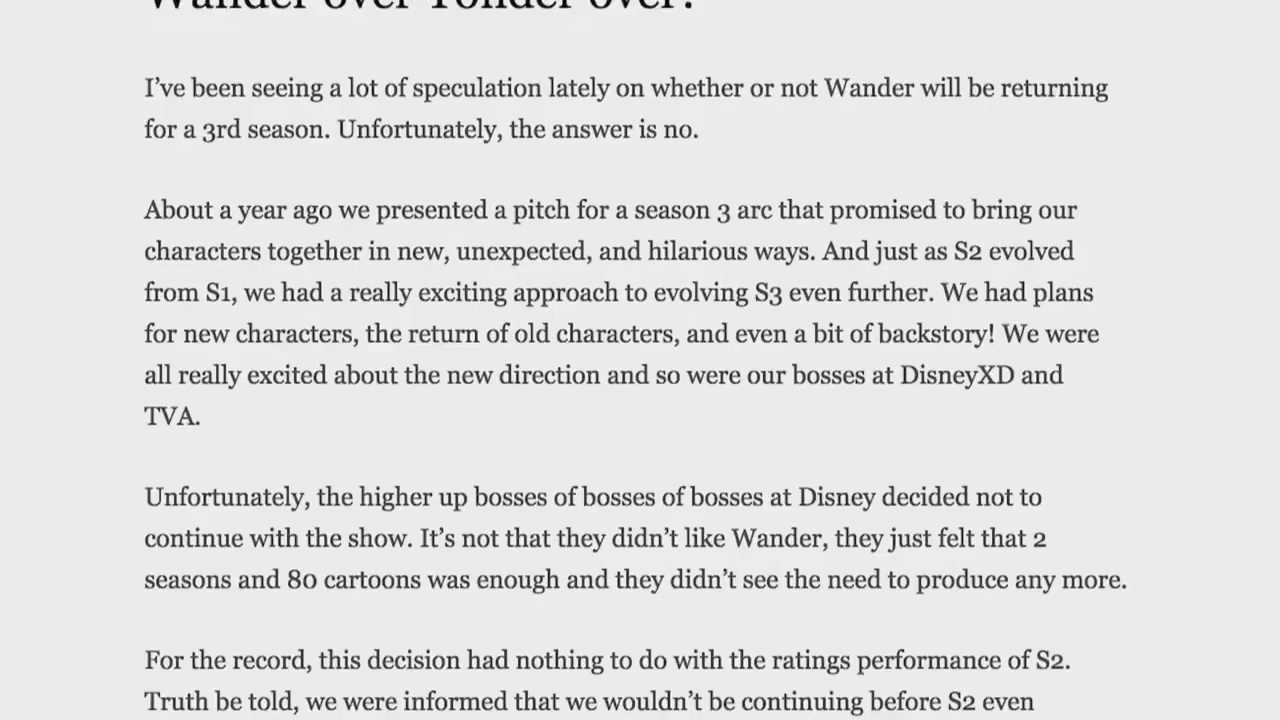 Wander over Yonder over?
I’ve been seeing a lot of speculation lately on whether or not Wander will be returning
for a 3rd season. Unfortunately, the answer is no.
About a year ago we presented a pitch for a season 3 arc that promised to bring our
characters together in new, unexpected, and hilarious ways. And just as S2 evolved
from S1, we had a really exciting approach to evolving S3 even further. We had plans
for new characters, the return of old characters, and even a bit of backstory! We were
all really excited about the new direction and so were our bosses at DisneyXD and
TVA.
Unfortunately, the higher up bosses of bosses of bosses at Disney decided not to
continue with the show. It’s not that they didn’t like Wander, they just felt that 2
seasons and 80 cartoons was enough and they didn’t see the need to produce any more.
For the record, this decision had nothing to do with the ratings performance of S2.
Truth be told, we were informed that we wouldn’t be continuing before S2 even